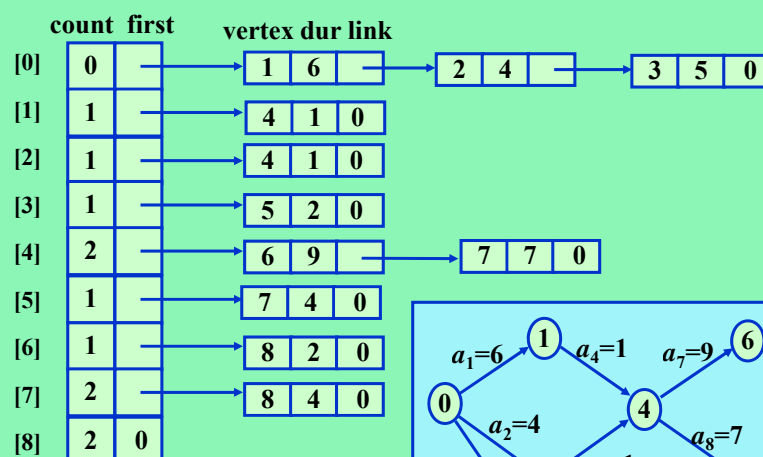 count first
vertex dur link
[0] 0 1 6 2 4 3 5 0
[1] 1 4 1 0
[2] 1 4 1 0
[3] 1 5 2 0
[4] 2 6 9 7 7 0
[5] 1 7 4 0
[6] 1 8 2 0
[7] 2 8 4 0
[8] 2 0
1 6
a1=6 a4=1 a7=9
0 4
a2=4 a8=7